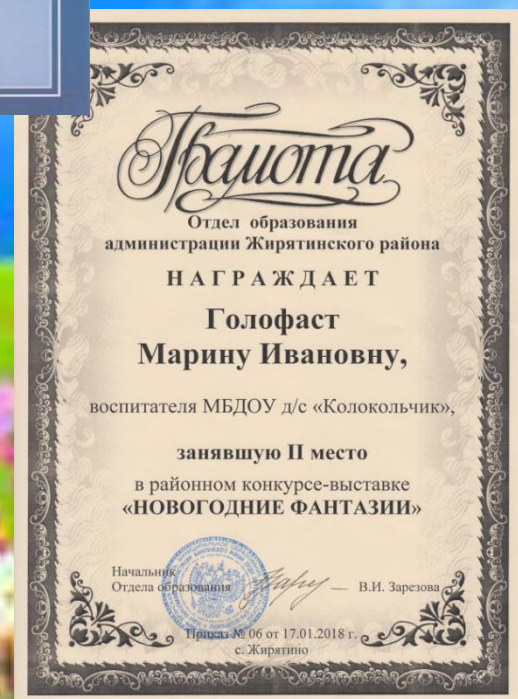 Грамота
Отдел образования
администрации Жирятинского района
НАГРАЖДАЕТ
Голофаст
Марину Ивановну,
воспитателя МБДОУ д/с «Колокольчик»,
занявшую II место
в районном конкурсе-выставке
«НОВОГОДНИЕ ФАНТАЗИИ»
Начальник
Отдела образования
В.И. Зарезова
Приказ № 06 от 17.01.2018 г.
с. Жирятино